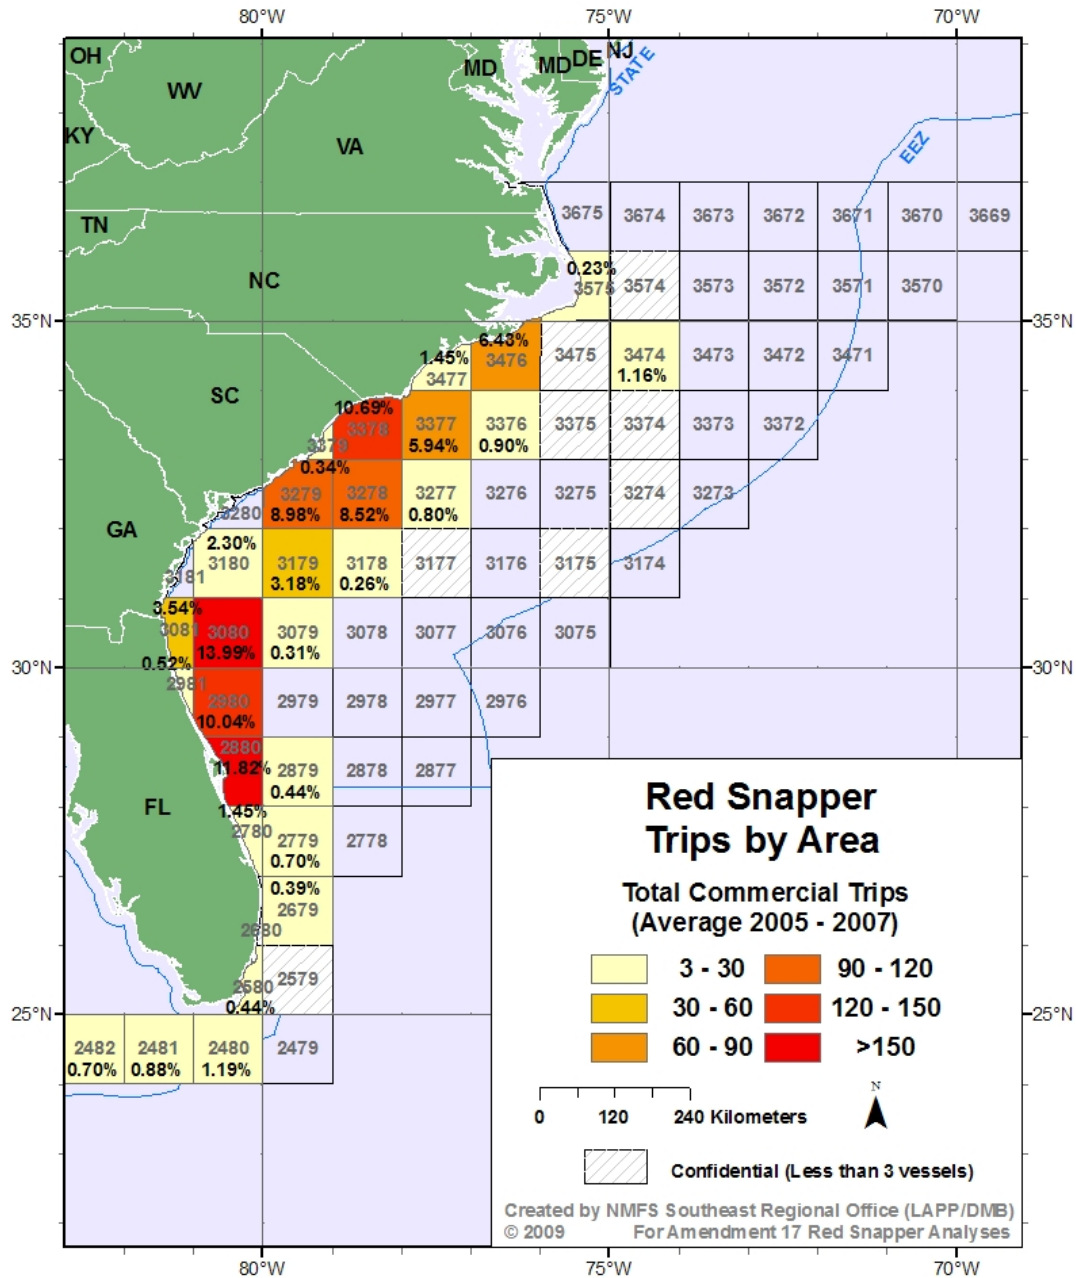 80°W 75°W 70°W
OH
WV
MD
MD
DE
NJ
STATE
KY
VA
EEZ
TN
3675 3674 3673 3672 3671 3670 3669
NC
0.23%
3575 3574 3573 3572 3571 3570
35°N 35°N
6.43%
1.45% 3476 3475 3474 3473 3472 3471
3477 1.16%
SC
10.69%
3378 3377 3376 3375 3374 3373 3372
3379 5.94% 0.90%
0.34%
3279 3278 3277 3276 3275 3274 3273
3280 8.98% 8.52% 0.80%
GA
2.30%
3180 3179 3178 3177 3176 3175 3174
3181 3.18% 0.26%
3.54%
3081 3080 3079 3078 3077 3076 3075
13.99% 0.31%
0.52%
30°N 30°N
2981
2980 2979 2978 2977 2976
10.04%
2880
11.82% 2879 2878 2877
0.44%
FL
1.45%
2780 2779 2778
0.70%
0.39%
2679
2680
2579
2580
0.44%
25°N 25°N
2482 2481 2480 2479
0.70% 0.88% 1.19%
Red Snapper
Trips by Area
Total Commercial Trips
(Average 2005 - 2007)
3 - 30 90 - 120
30 - 60 120 - 150
60 - 90 >150
N
0 120 240 Kilometers
Confidential (Less than 3 vessels)
Created by NMFS Southeast Regional Office (LAPP/DMB)
© 2009 For Amendment 17 Red Snapper Analyses
80°W 75°W 70°W